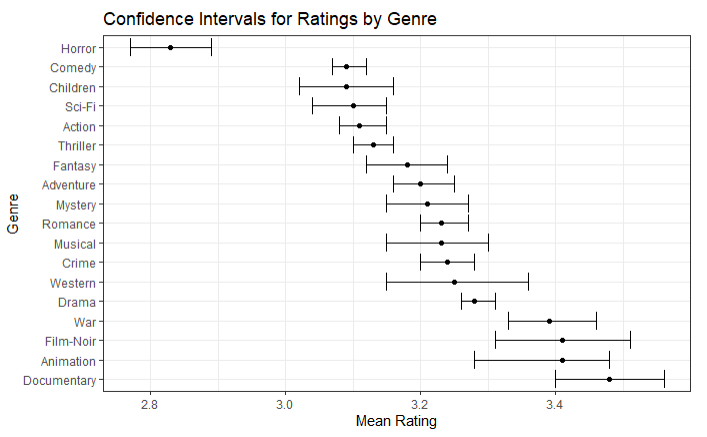 Confidence Intervals for Ratings by Genre
Genre
Horror
Comedy
Children
Sci-Fi
Action
Thriller
Fantasy
Adventure
Mystery
Romance
Musical
Crime
Western
Drama
War
Film-Noir
Animation
Documentary
2.8 3.0 3.2 3.4
Mean Rating